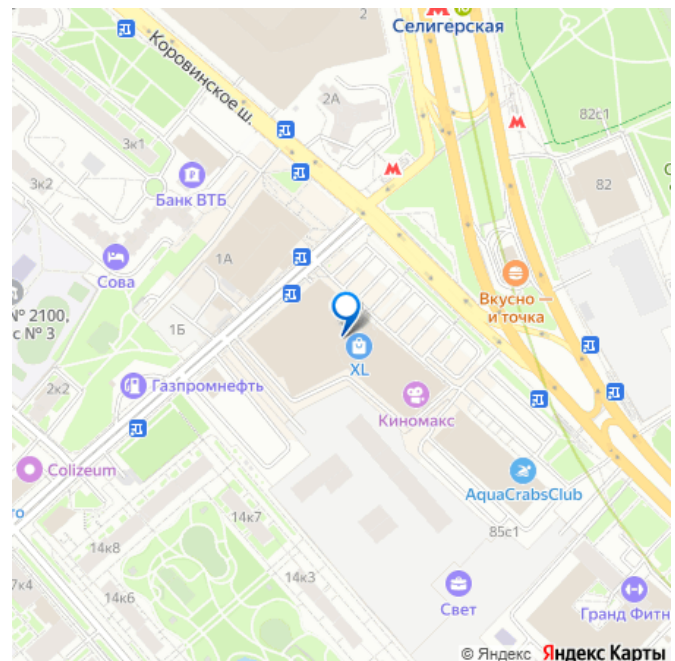 2
Селигерская
Коровинское ш.
2А
82с1
3к1
82
3к2
Банк ВТБ
1А
Сова
№ 2100,
с № 3
Вкусно —
и точка
1Б
XL
2к2
Газпромнефть
Киномакс
Colizeum
AquaCrabsClub
14к7
85с1
14к8
14к3
7к4
14к6
Свет
Гранд Фитн
© Яндекс Яндекс Карты